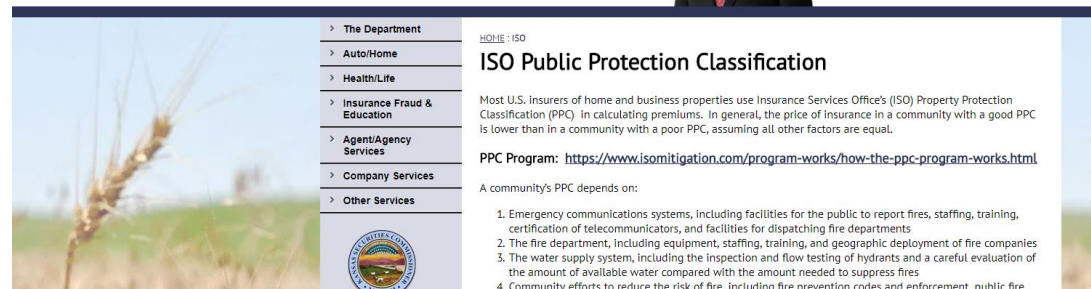 > The Department
> Auto/Home
> Health/Life
> Insurance Fraud &
Education
> Agent/Agency
Services
> Company Services
> Other Services
SECURITIES COMMISSIONER
KANSAS
HOME : ISO
ISO Public Protection Classification
Most U.S. insurers of home and business properties use Insurance Services Office's (ISO) Property Protection
Classification (PPC) in calculating premiums. In general, the price of insurance in a community with a good PPC
is lower than in a community with a poor PPC, assuming all other factors are equal.
PPC Program: https://www.isomitigation.com/program-works/how-the-ppc-program-works.html
A community's PPC depends on:
1. Emergency communications systems, including facilities for the public to report fires, staffing, training,
certification of telecommunicators, and facilities for dispatching fire departments
2. The fire department, including equipment, staffing, training, and geographic deployment of fire companies
3. The water supply system, including the inspection and flow testing of hydrants and a careful evaluation of
the amount of available water compared with the amount needed to suppress fires
4. Community efforts to reduce the risk of fire, including fire prevention codes and enforcement, public fire